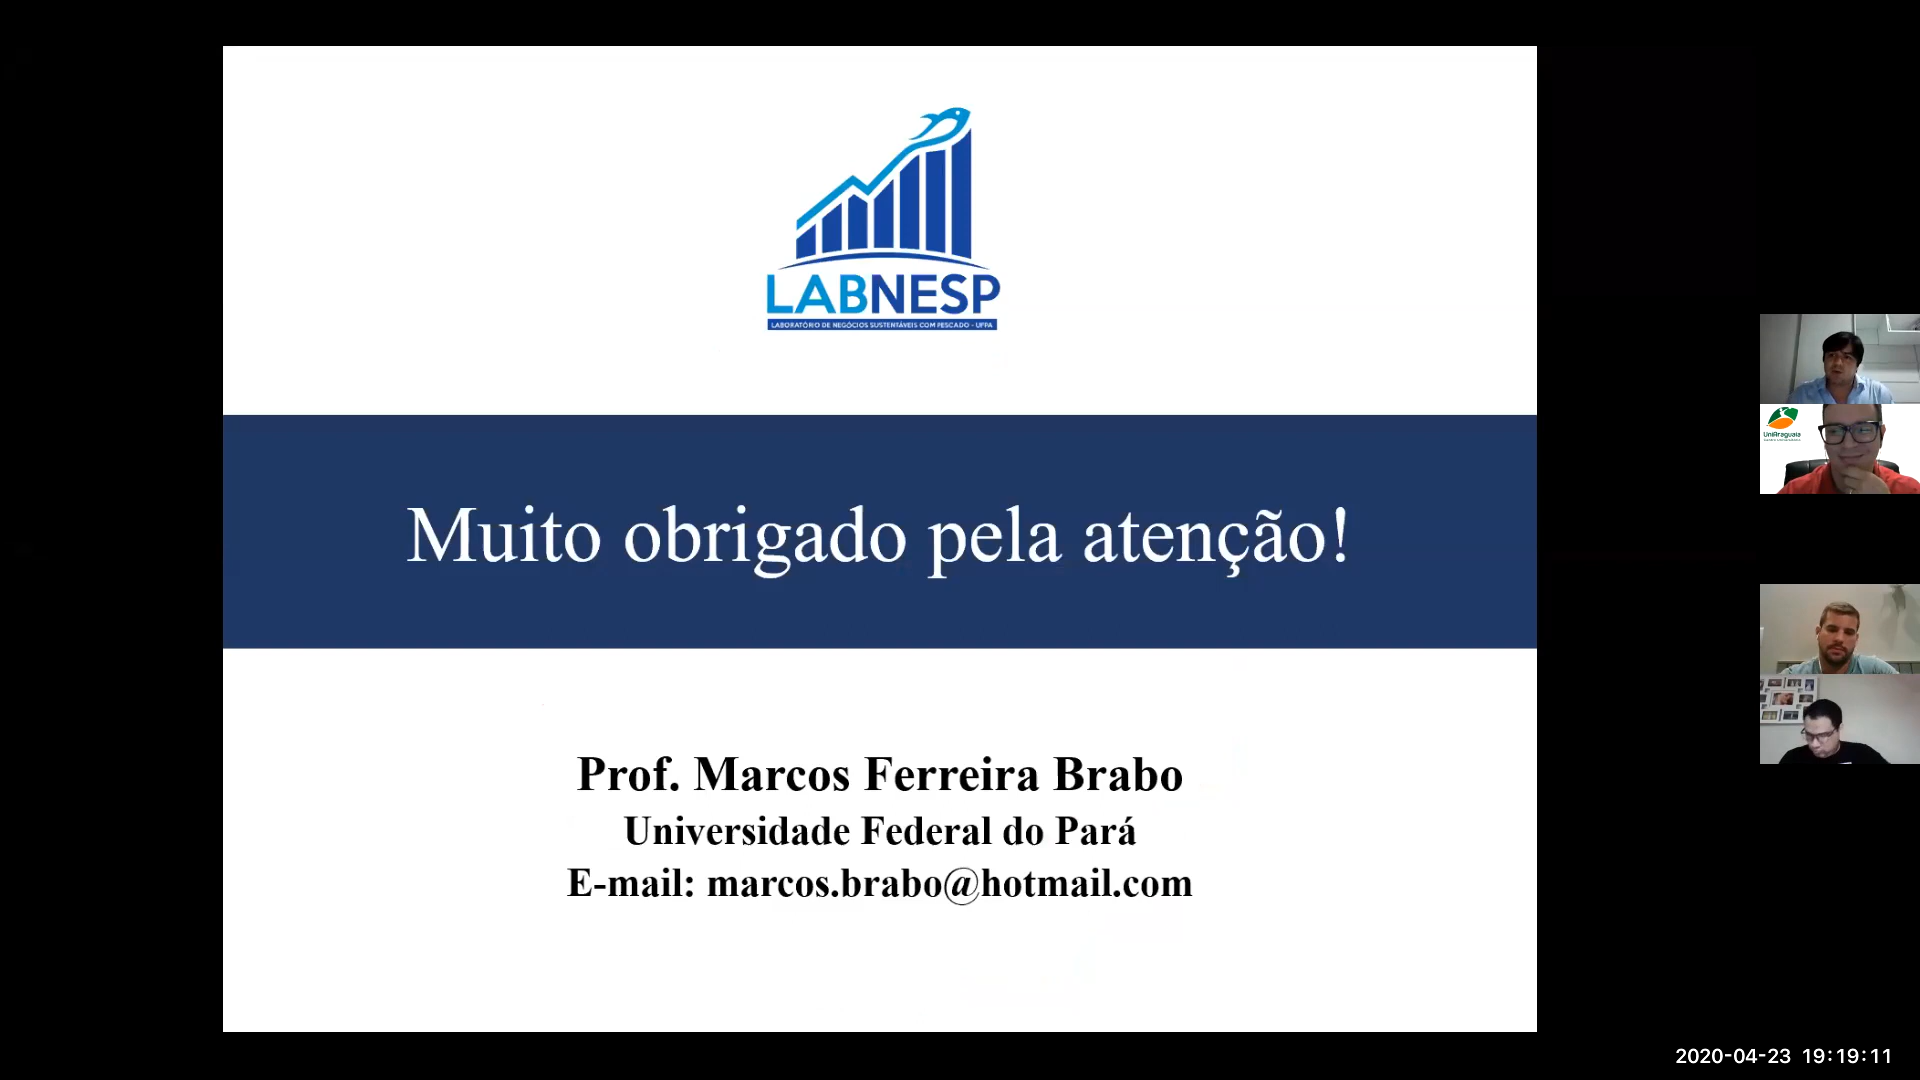 LABNESP
LABORATÓRIO DE NEGÓCIOS SUSTENTÁVEIS COM PESCADO - UFPA
Muito obrigado pela atenção!
Prof. Marcos Ferreira Brabo
Universidade Federal do Pará
E-mail: marcos.brabo@hotmail.com
UniAraguaia
2020-04-23 19:19:11